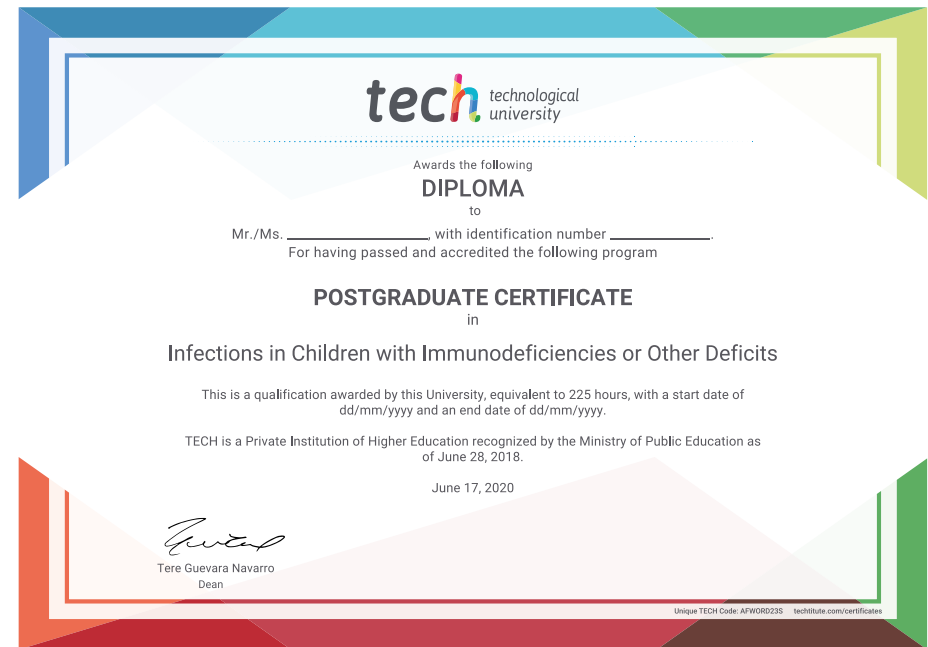 tech technological
university
Awards the following
DIPLOMA
to
Mr./Ms. ____________________, with identification number ______________.
For having passed and accredited the following program
POSTGRADUATE CERTIFICATE
in
Infections in Children with Immunodeficiencies or Other Deficits
This is a qualification awarded by this University, equivalent to 225 hours, with a start date of
dd/mm/yyyy and an end date of dd/mm/yyyy.
TECH is a Private Institution of Higher Education recognized by the Ministry of Public Education as
of June 28, 2018.
June 17, 2020
Tere Guevara Navarro
Dean
Unique TECH Code: AFWORD23S techtitute.com/certificates